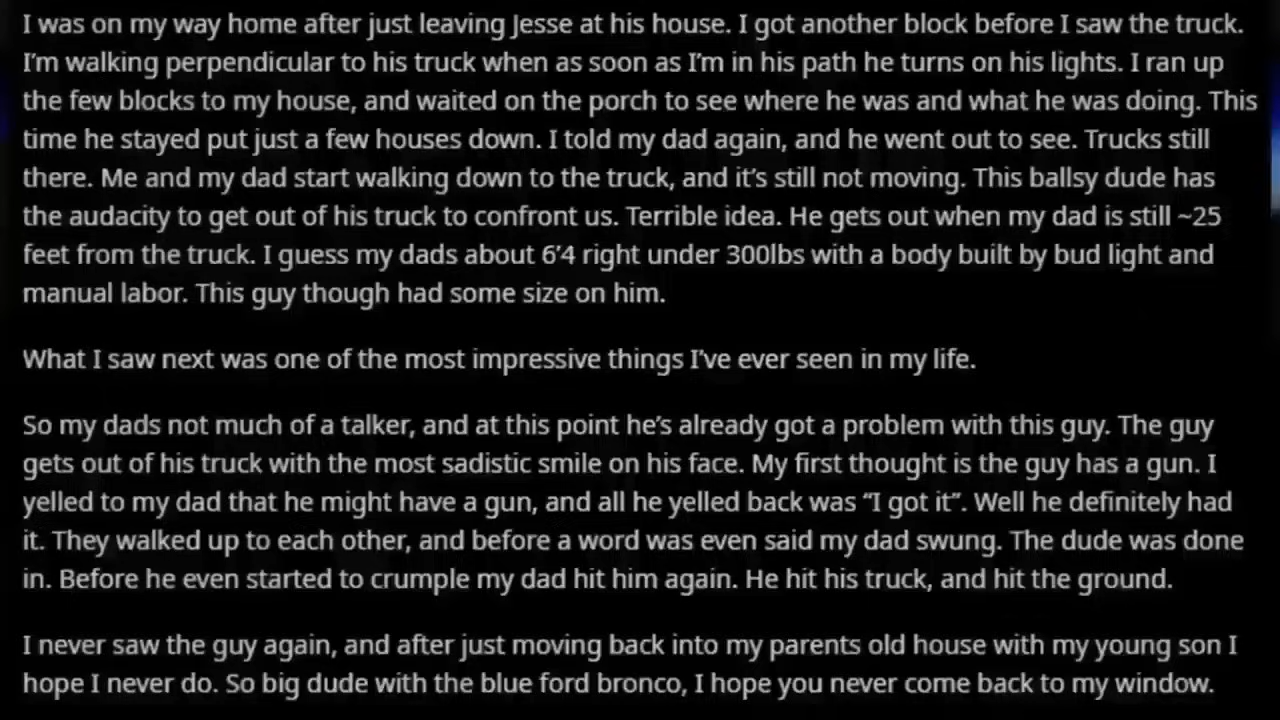 I was on my way home after just leaving Jesse at his house. I got another block before I saw the truck.
I'm walking perpendicular to his truck when as soon as I'm in his path he turns on his lights. I ran up
the few blocks to my house, and waited on the porch to see where he was and what he was doing. This
time he stayed put just a few houses down. I told my dad again, and he went out to see. Trucks still
there. Me and my dad start walking down to the truck, and it's still not moving. This ballsy dude has
the audacity to get out of his truck to confront us. Terrible idea. He gets out when my dad is still ~25
feet from the truck. I guess my dads about 6'4 right under 300lbs with a body built by bud light and
manual labor. This guy though had some size on him.
What I saw next was one of the most impressive things I've ever seen in my life.
So my dads not much of a talker, and at this point he's already got a problem with this guy. The guy
gets out of his truck with the most sadistic smile on his face. My first thought is the guy has a gun. I
yelled to my dad that he might have a gun, and all he yelled back was “I got it”. Well he definitely had
it. They walked up to each other, and before a word was even said my dad swung. The dude was done
in. Before he even started to crumple my dad hit him again. He hit his truck, and hit the ground.
I never saw the guy again, and after just moving back into my parents old house with my young son I
hope I never do. So big dude with the blue ford bronco, I hope you never come back to my window.